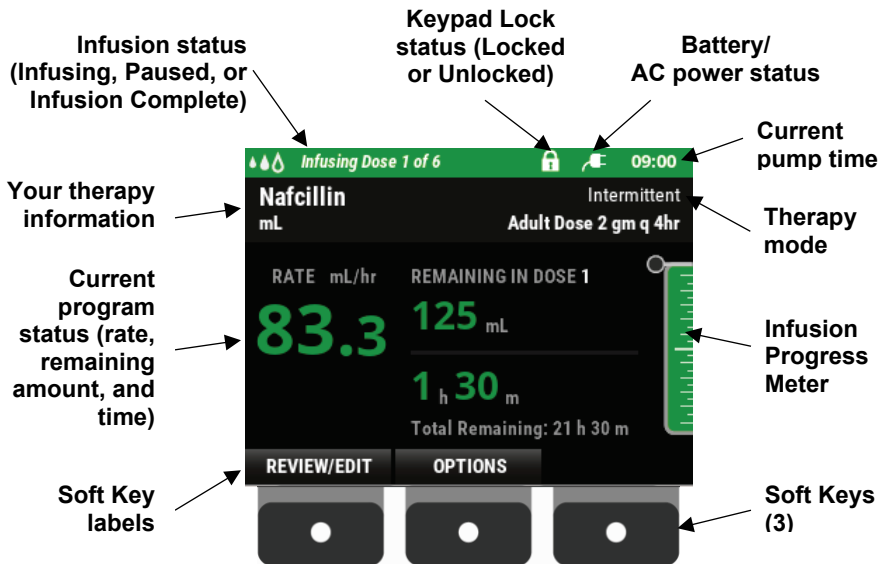 Keypad Lock
status (Locked
or Unlocked)
Infusion status
(Infusing, Paused, or
Infusion Complete)
Battery/
AC power status
Current
pump time
Your therapy
information
Therapy
mode
Current
program
status (rate,
remaining
amount, and
time)
Infusion
Progress
Meter
Soft Key
labels
Soft Keys
(3)
Infusing Dose 1 of 6 09:00
Nafcillin Intermittent
mL Adult Dose 2 gm q 4hr
RATE mL/hr REMAINING IN DOSE 1
83.3 125 mL
1 h 30 m
Total Remaining: 21 h 30 m
REVIEW/EDIT OPTIONS